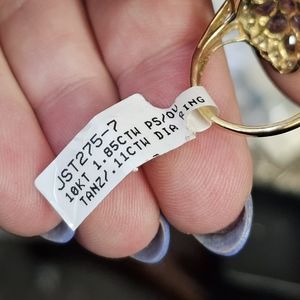 JST275-7
10KT 1.85CTW PS/OV
TANZ/.11CTW DIA RING